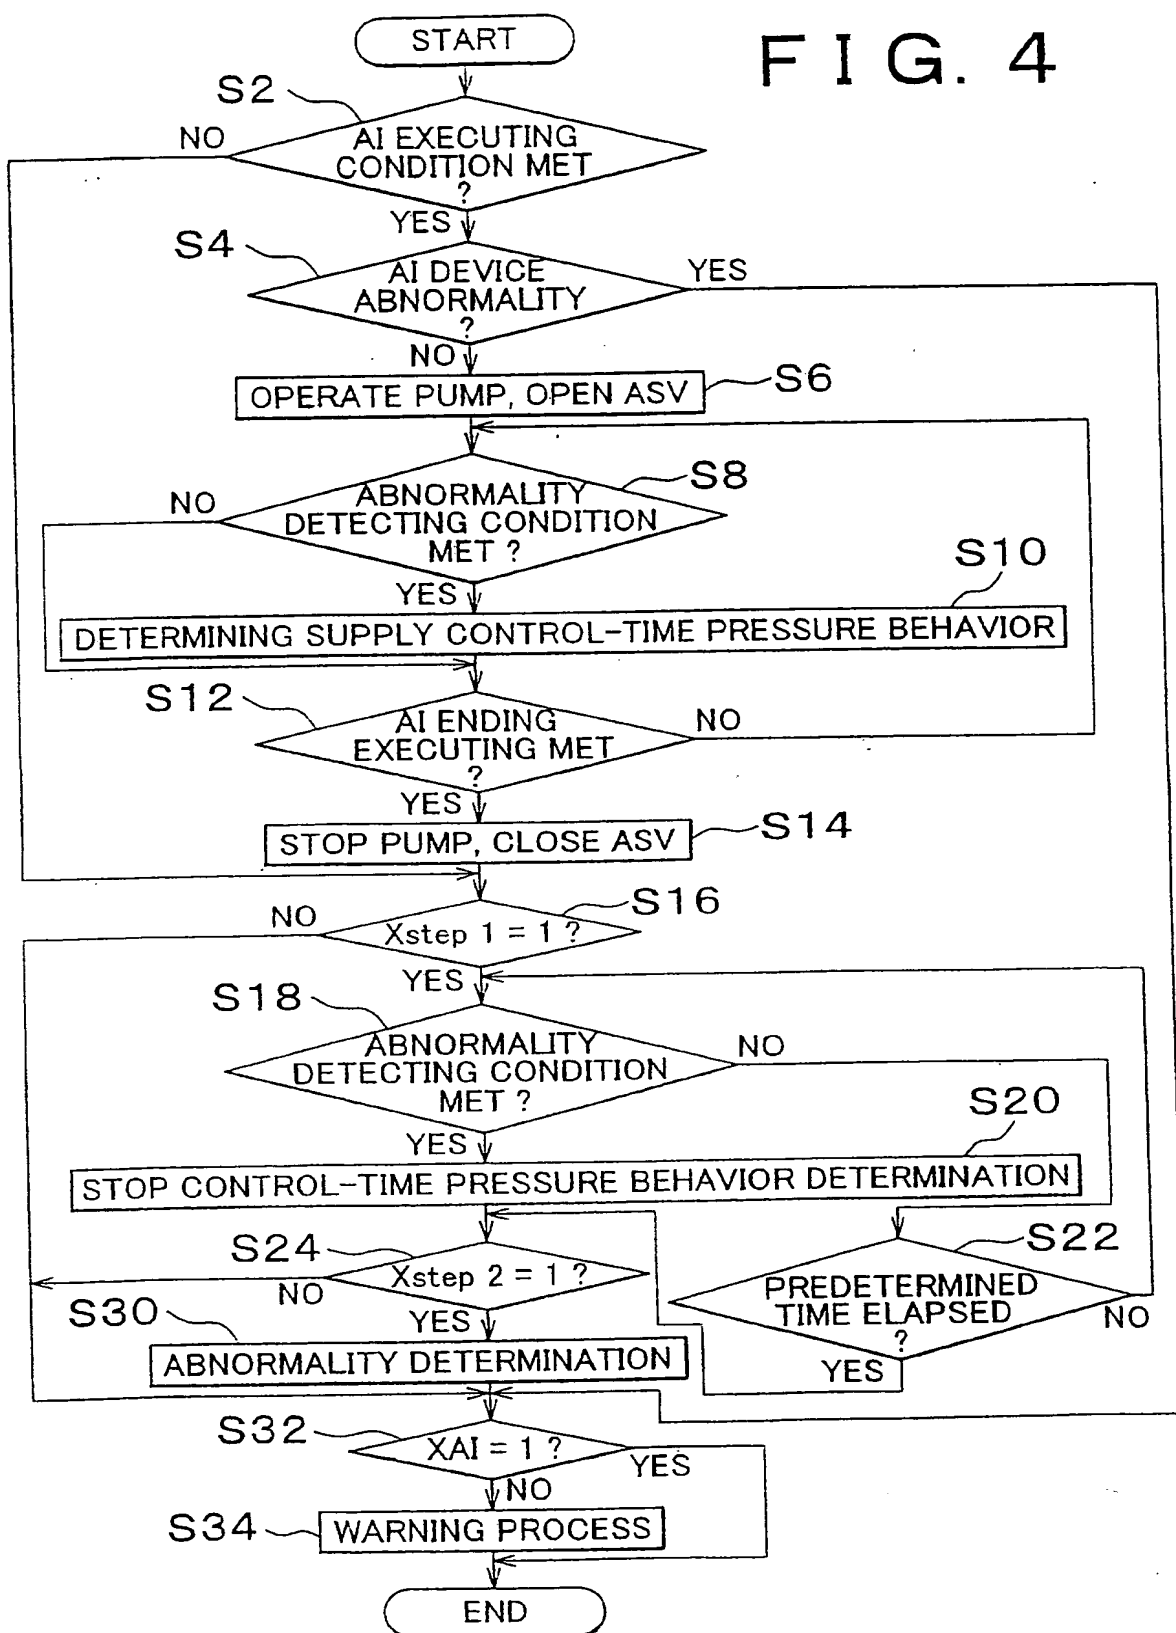 START
FIG. 4
S2
NO
AI EXECUTING
CONDITION MET
?
YES
S4
AI DEVICE
ABNORMALITY
?
YES
NO
OPERATE PUMP, OPEN ASV
S6
S8
NO
ABNORMALITY
DETECTING CONDITION
MET ?
YES
S10
DETERMINING SUPPLY CONTROL-TIME PRESSURE BEHAVIOR
S12
AI ENDING
EXECUTING MET
?
NO
YES
STOP PUMP, CLOSE ASV
S14
S16
NO
Xstep 1 = 1 ?
YES
S18
ABNORMALITY
DETECTING CONDITION
MET ?
NO
YES
S20
STOP CONTROL-TIME PRESSURE BEHAVIOR DETERMINATION
S24
Xstep 2 = 1 ?
NO
YES
S22
PREDETERMINED
TIME ELAPSED
?
NO
YES
S30
ABNORMALITY DETERMINATION
S32
XAI = 1 ?
YES
NO
S34
WARNING PROCESS
END